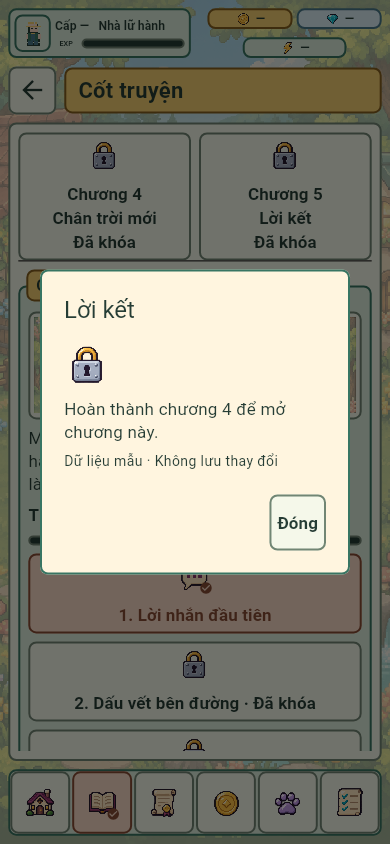 Cấp — Nhà lữ hành
EXP
—
—
—
Cốt truyện
Chương 4
Chân trời mới
Đã khóa
Chương 5
Lời kết
Đã khóa
Lời kết
Hoàn thành chương 4 để mở
chương này.
Dữ liệu mẫu · Không lưu thay đổi
Đóng
1. Lời nhắn đầu tiên
2. Dấu vết bên đường · Đã khóa